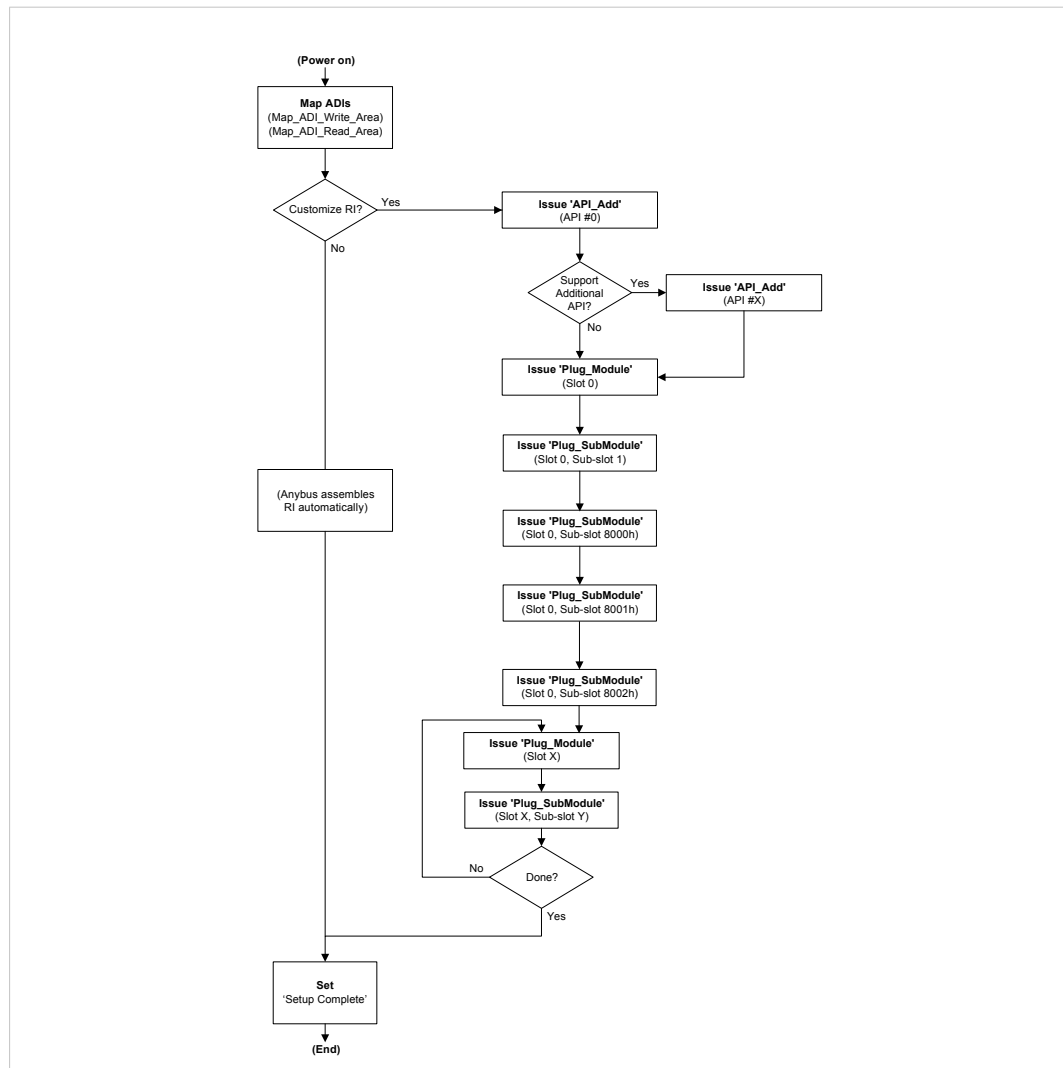 (Power on)
Map ADIs
(Map_ADI_Write_Area)
(Map_ADI_Read_Area)
Customize RI?
Yes
No
Issue 'API_Add'
(API #0)
Support
Additional
API?
Yes
No
Issue 'API_Add'
(API #X)
Issue 'Plug_Module'
(Slot 0)
Issue 'Plug_SubModule'
(Slot 0, Sub-slot 1)
(Anybus assembles
RI automatically)
Issue 'Plug_SubModule'
(Slot 0, Sub-slot 8000h)
Issue 'Plug_SubModule'
(Slot 0, Sub-slot 8001h)
Issue 'Plug_SubModule'
(Slot 0, Sub-slot 8002h)
Issue 'Plug_Module'
(Slot X)
Issue 'Plug_SubModule'
(Slot X, Sub-slot Y)
No
Done?
Yes
Set
‘Setup Complete’
(End)